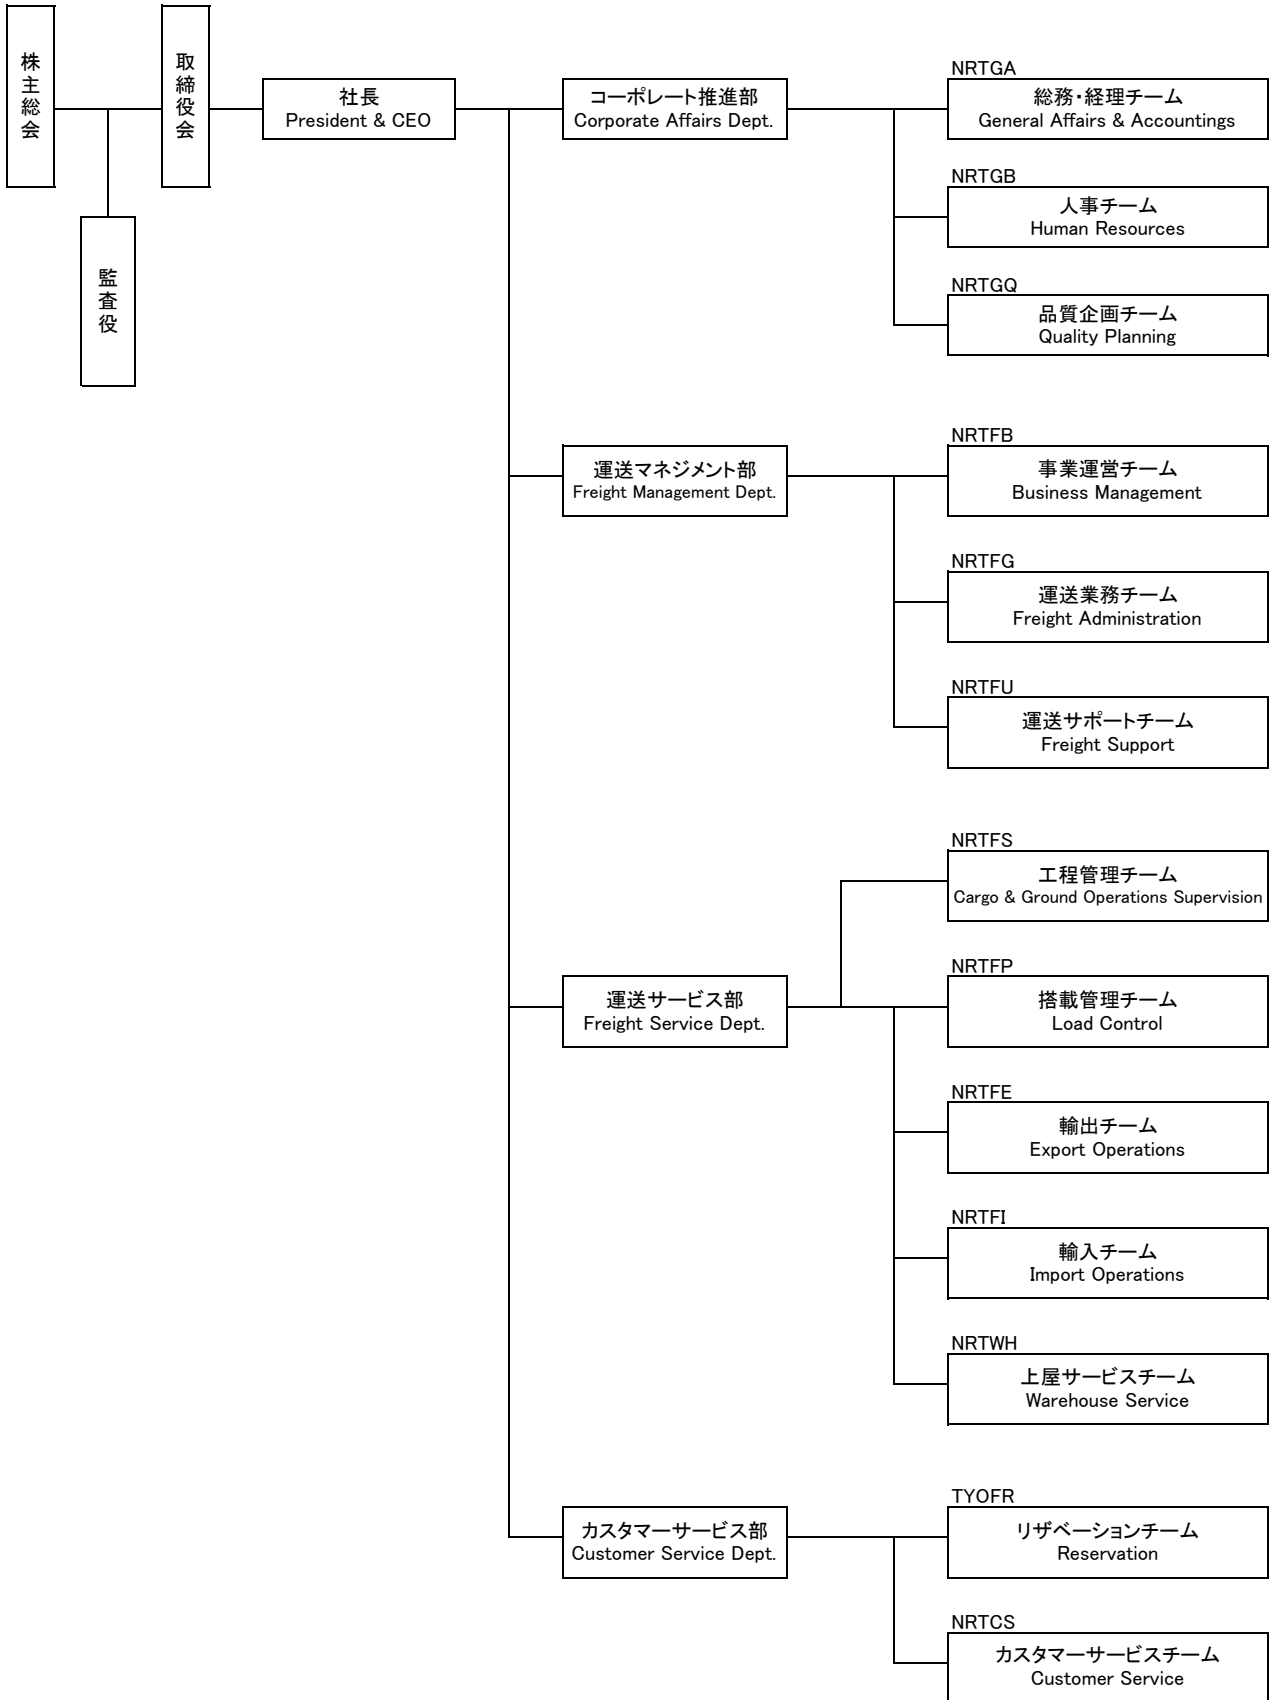 株主総会
取締役会
監査役
社長
President & CEO
コーポレート推進部
Corporate Affairs Dept.
NRTGA
総務・経理チーム
General Affairs & Accountings
NRTGB
人事チーム
Human Resources
NRTGQ
品質企画チーム
Quality Planning
運送マネジメント部
Freight Management Dept.
NRTFB
事業運営チーム
Business Management
NRTFG
運送業務チーム
Freight Administration
NRTFU
運送サポートチーム
Freight Support
運送サービス部
Freight Service Dept.
NRTFS
工程管理チーム
Cargo & Ground Operations Supervision
NRTFP
搭載管理チーム
Load Control
NRTFE
輸出チーム
Export Operations
NRTFI
輸入チーム
Import Operations
NRTWH
上屋サービスチーム
Warehouse Service
カスタマーサービス部
Customer Service Dept.
TYOFR
リザベーションチーム
Reservation
NRTCS
カスタマーサービスチーム
Customer Service